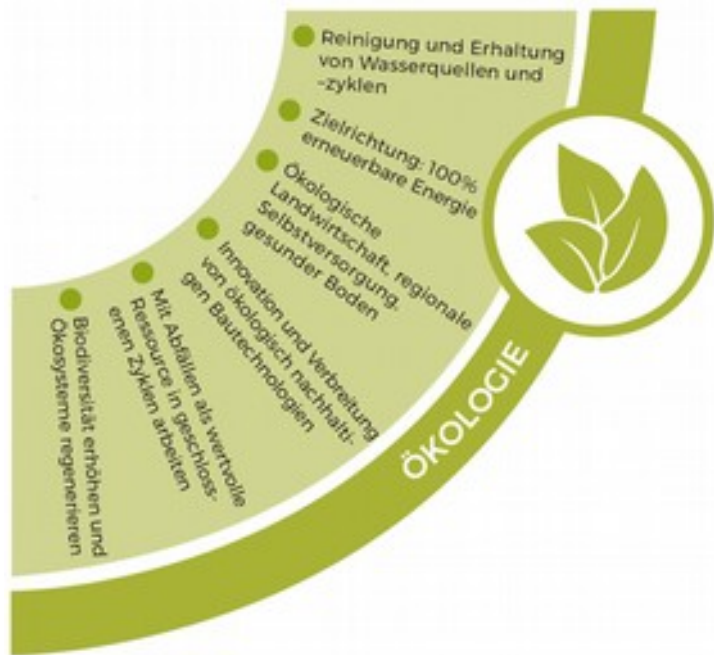 Reinigung und Erhaltung
von Wasserquellen und
–zyklen
Zielrichtung: 100%
erneuerbare Energie
Ökologische
Landwirtschaft, regionale
Selbstversorgung,
gesunder Boden
Innovation und Verbreitung
von ökologisch nachhalti-
gen Bautechnologien
Mit Abfällen als wertvolle
Ressource in geschloss-
enen Zyklen arbeiten
Biodiversität erhöhen und
Ökosysteme regenerieren
ÖKOLOGIE